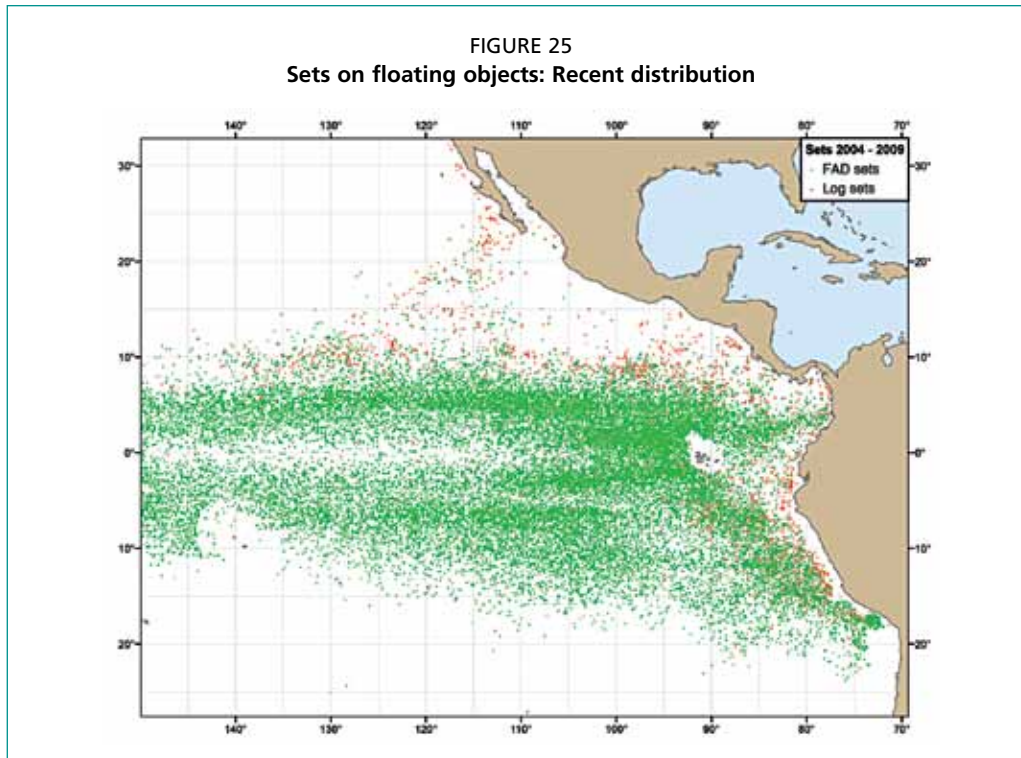 FIGURE 25
Sets on floating objects: Recent distribution
140° 130° 120° 110° 100° 90° 80° 70°
Sets 2004 - 2009
FAD sets
Log sets
30° 30°
20° 20°
10° 10°
0° 0°
10° 10°
20° 20°
140° 130° 120° 110° 100° 90° 80° 70°